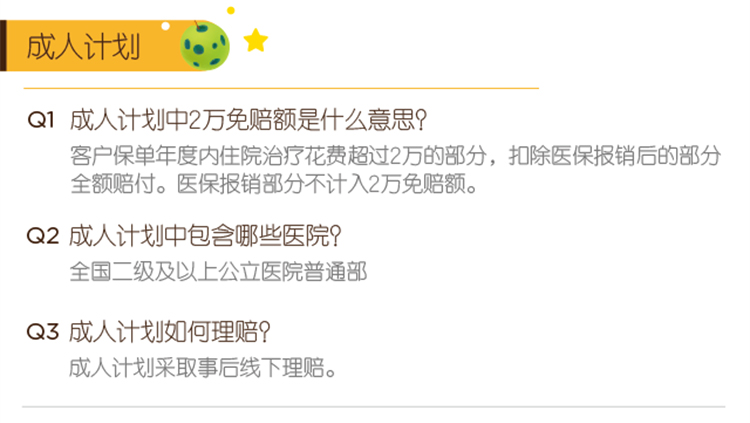 成人计划
Q1 成人计划中2万免赔额是什么意思?
客户保单年度内住院治疗花费超过2万的部分，扣除医保报销后的部分
全额赔付。医保报销部分不计入2万免赔额。
Q2 成人计划中包含哪些医院?
全国二级及以上公立医院普通部
Q3 成人计划如何理赔?
成人计划采取事后线下理赔。